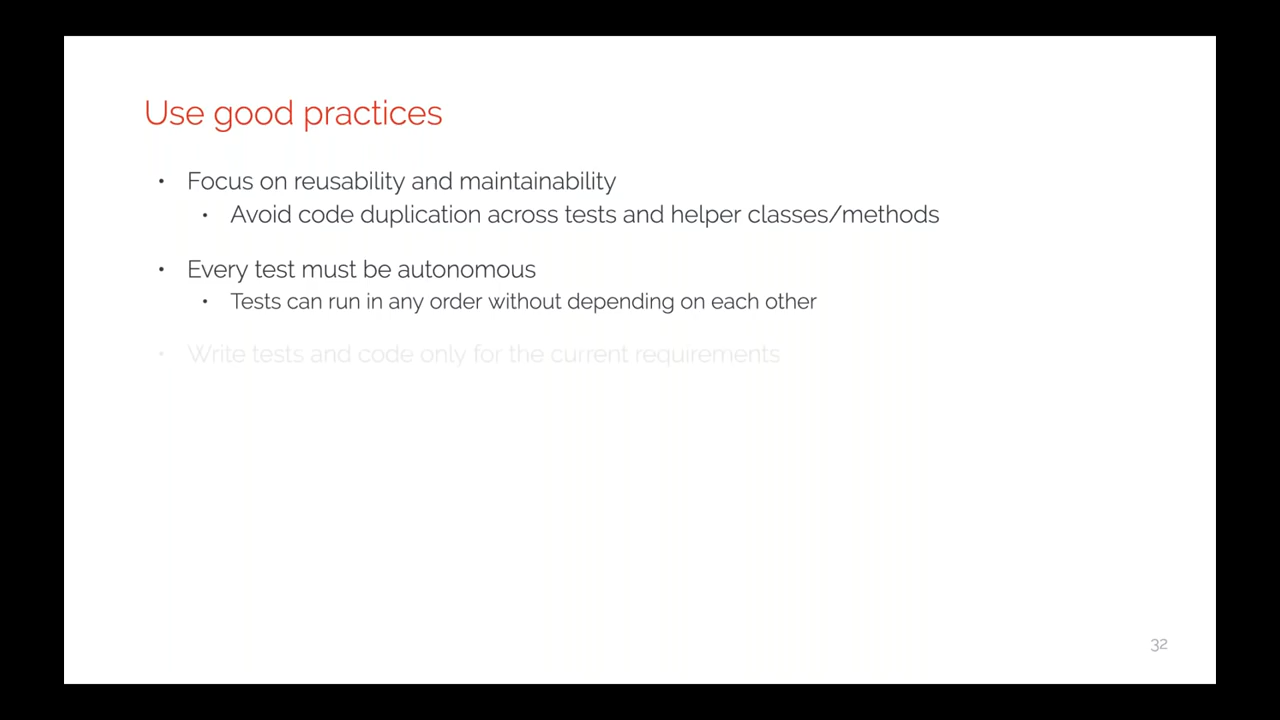 Use good practices
• Focus on reusability and maintainability
• Avoid code duplication across tests and helper classes/methods
• Every test must be autonomous
• Tests can run in any order without depending on each other
• Write tests and code only for the current requirements
32